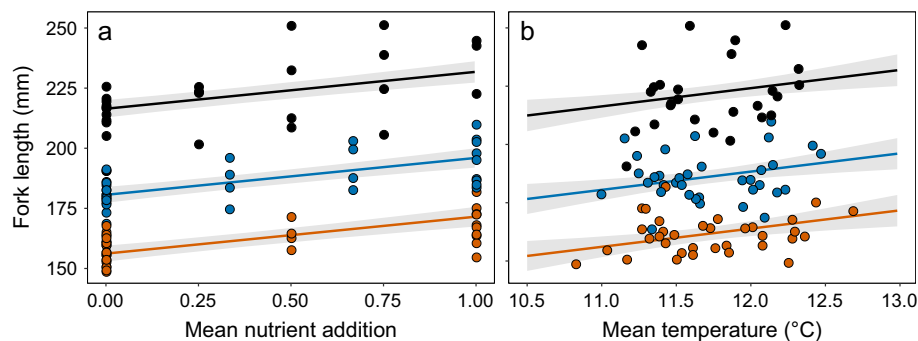 a
b
250
225
200
175
150
Fork length (mm)
0.00 0.25 0.50 0.75 1.00
10.5 11.0 11.5 12.0 12.5 13.0
Mean nutrient addition
Mean temperature (°C)